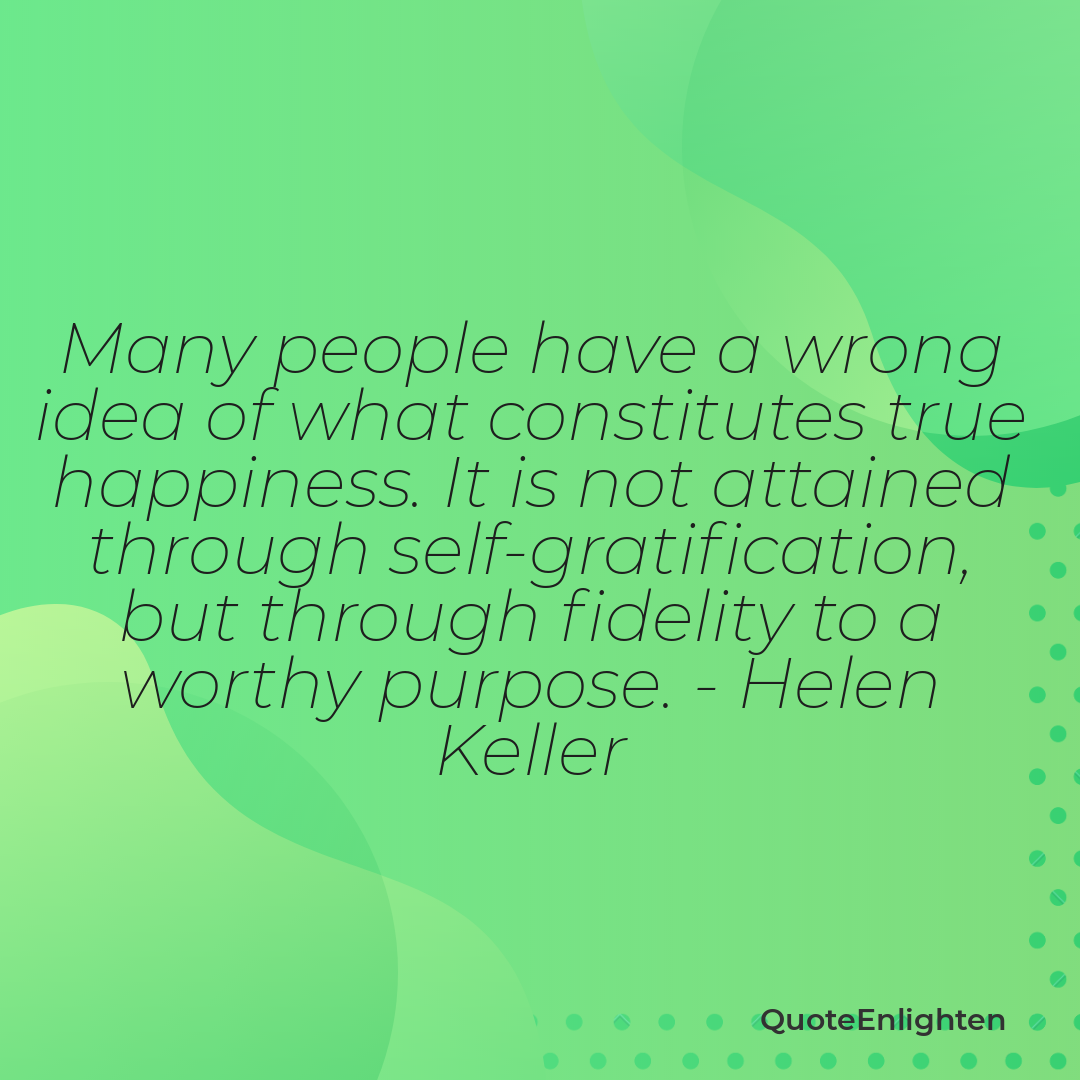 Many people have a wrong
idea of what constitutes true
happiness. It is not attained
through self-gratification,
but through fidelity to a
worthy purpose. - Helen
Keller
QuoteEnlighten